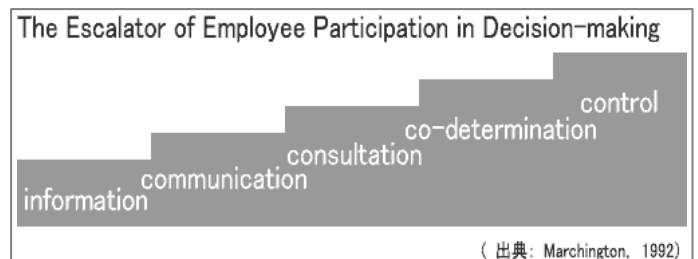 The Escalator of Employee Participation in Decision-making
control
co-determination
consultation
communication
information
( 出典: Marchington, 1992)